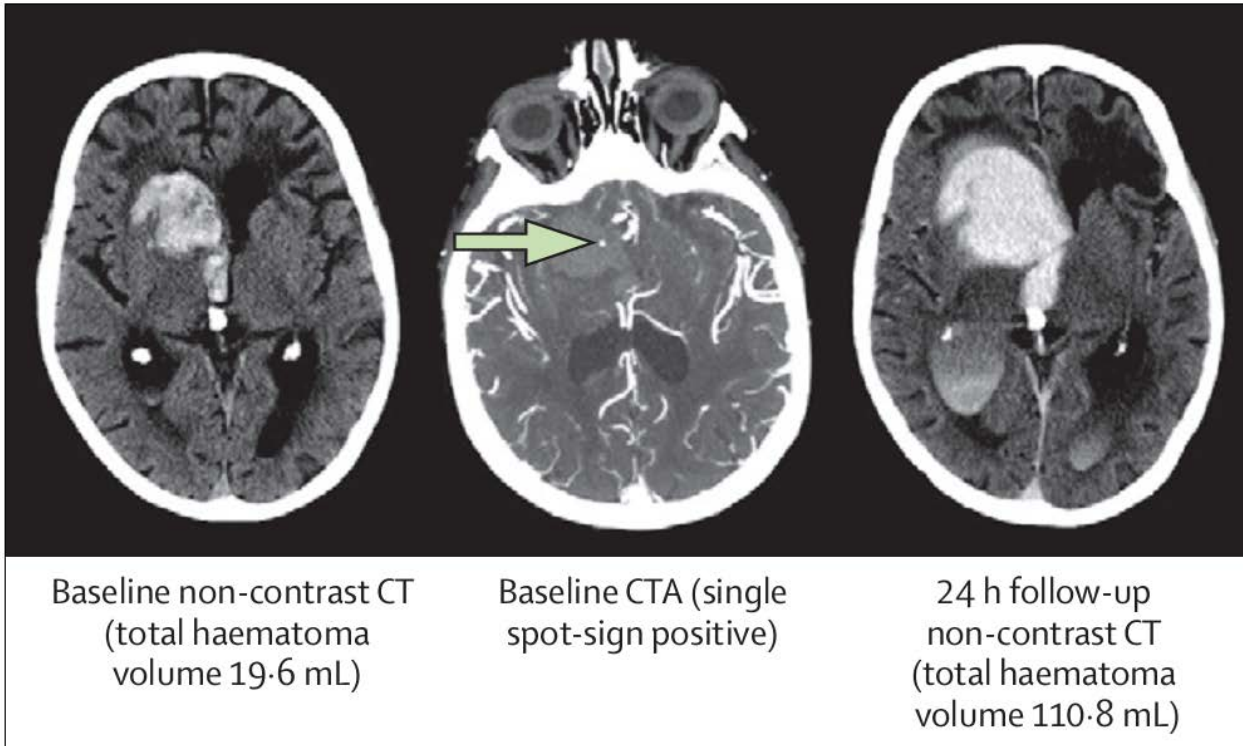 Baseline non-contrast CT
(total haematoma
volume 19·6 mL)
Baseline CTA (single
spot-sign positive)
24 h follow-up
non-contrast CT
(total haematoma
volume 110·8 mL)